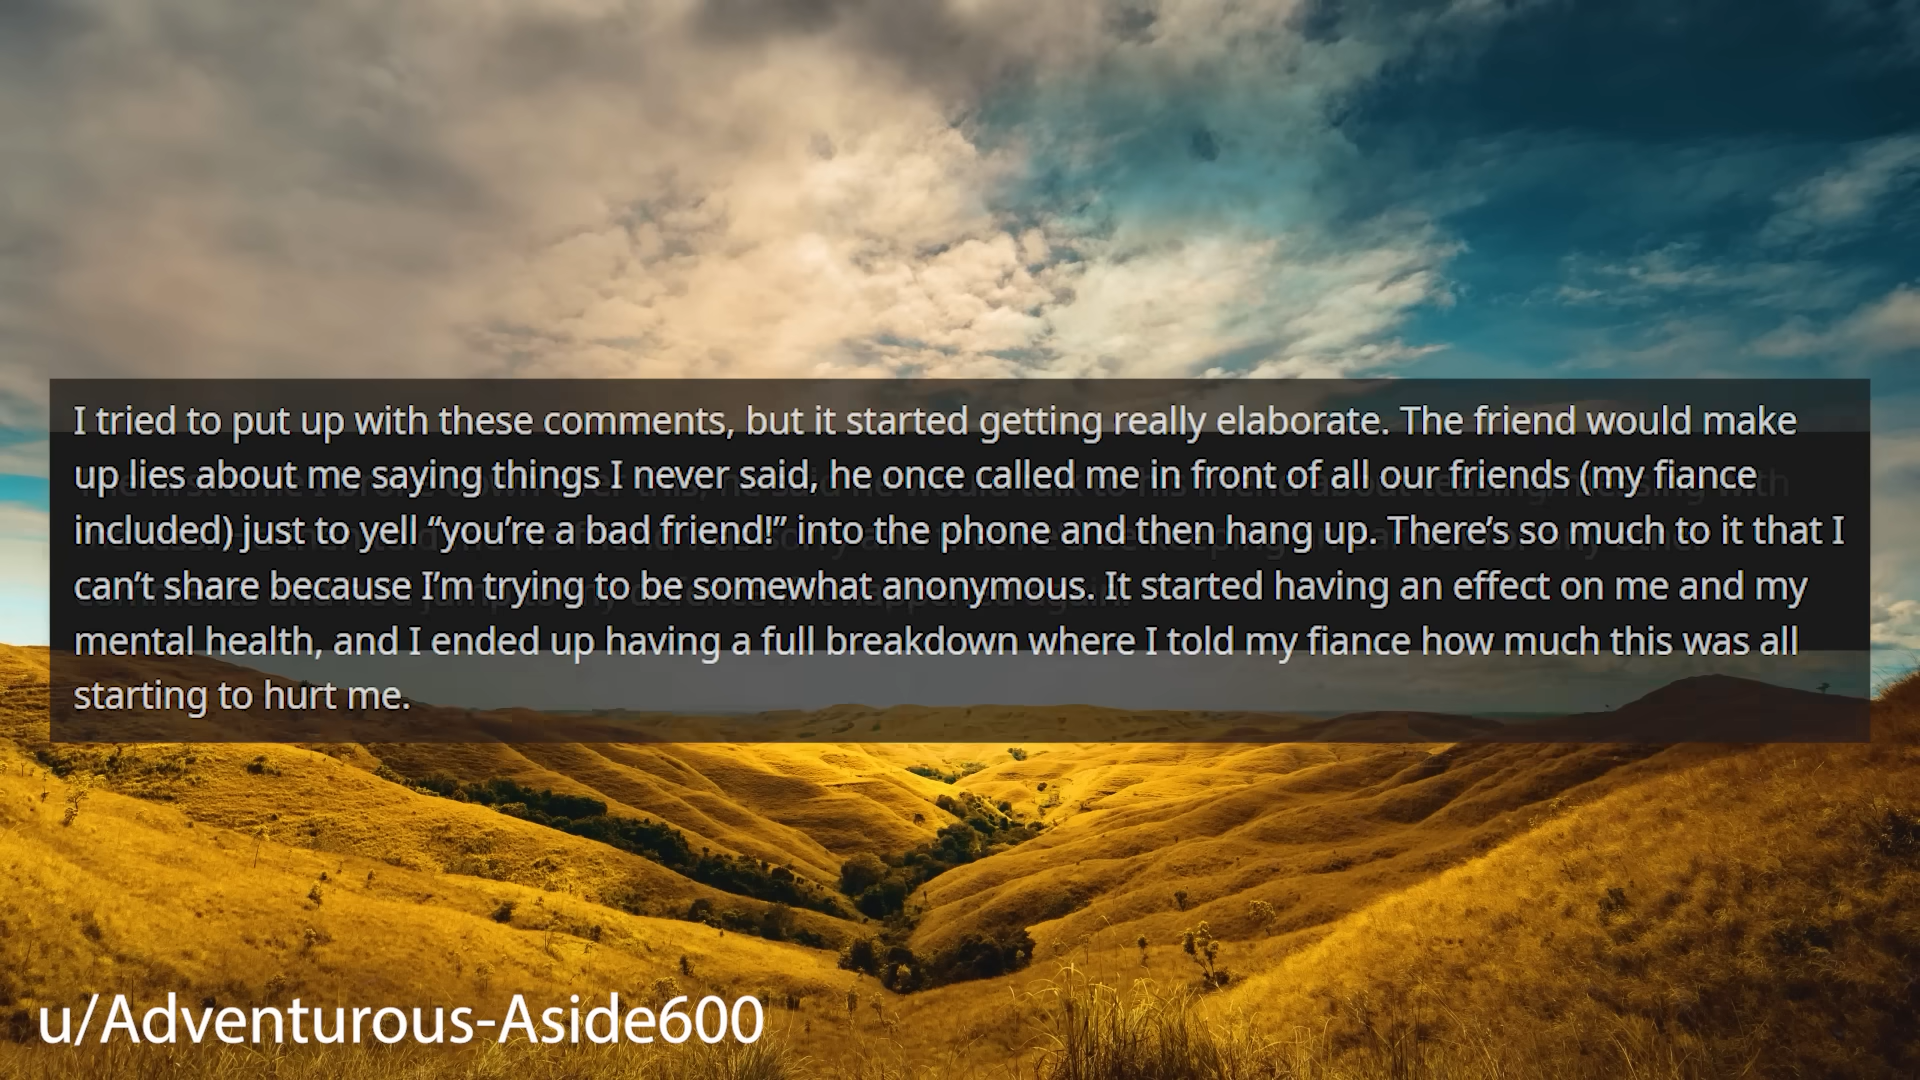 I tried to put up with these comments, but it started getting really elaborate. The friend would make
up lies about me saying things I never said, he once called me in front of all our friends (my fiance
included) just to yell “you’re a bad friend!” into the phone and then hang up. There’s so much to it that I
can’t share because I’m trying to be somewhat anonymous. It started having an effect on me and my
mental health, and I ended up having a full breakdown where I told my fiance how much this was all
starting to hurt me.
u/Adventurous-Aside600